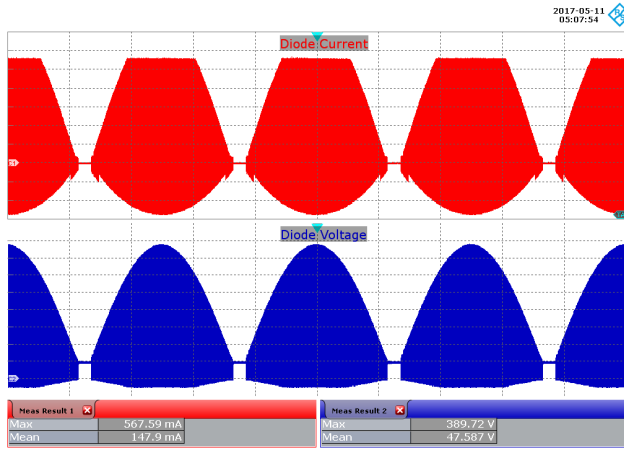 2017-05-11
05:07:54
Diode Current
Diode Voltage
Meas Result 1
Max 567.59 mA
Mean 147.9 mA
Meas Result 2
Max 389.72 V
Mean 47.587 V